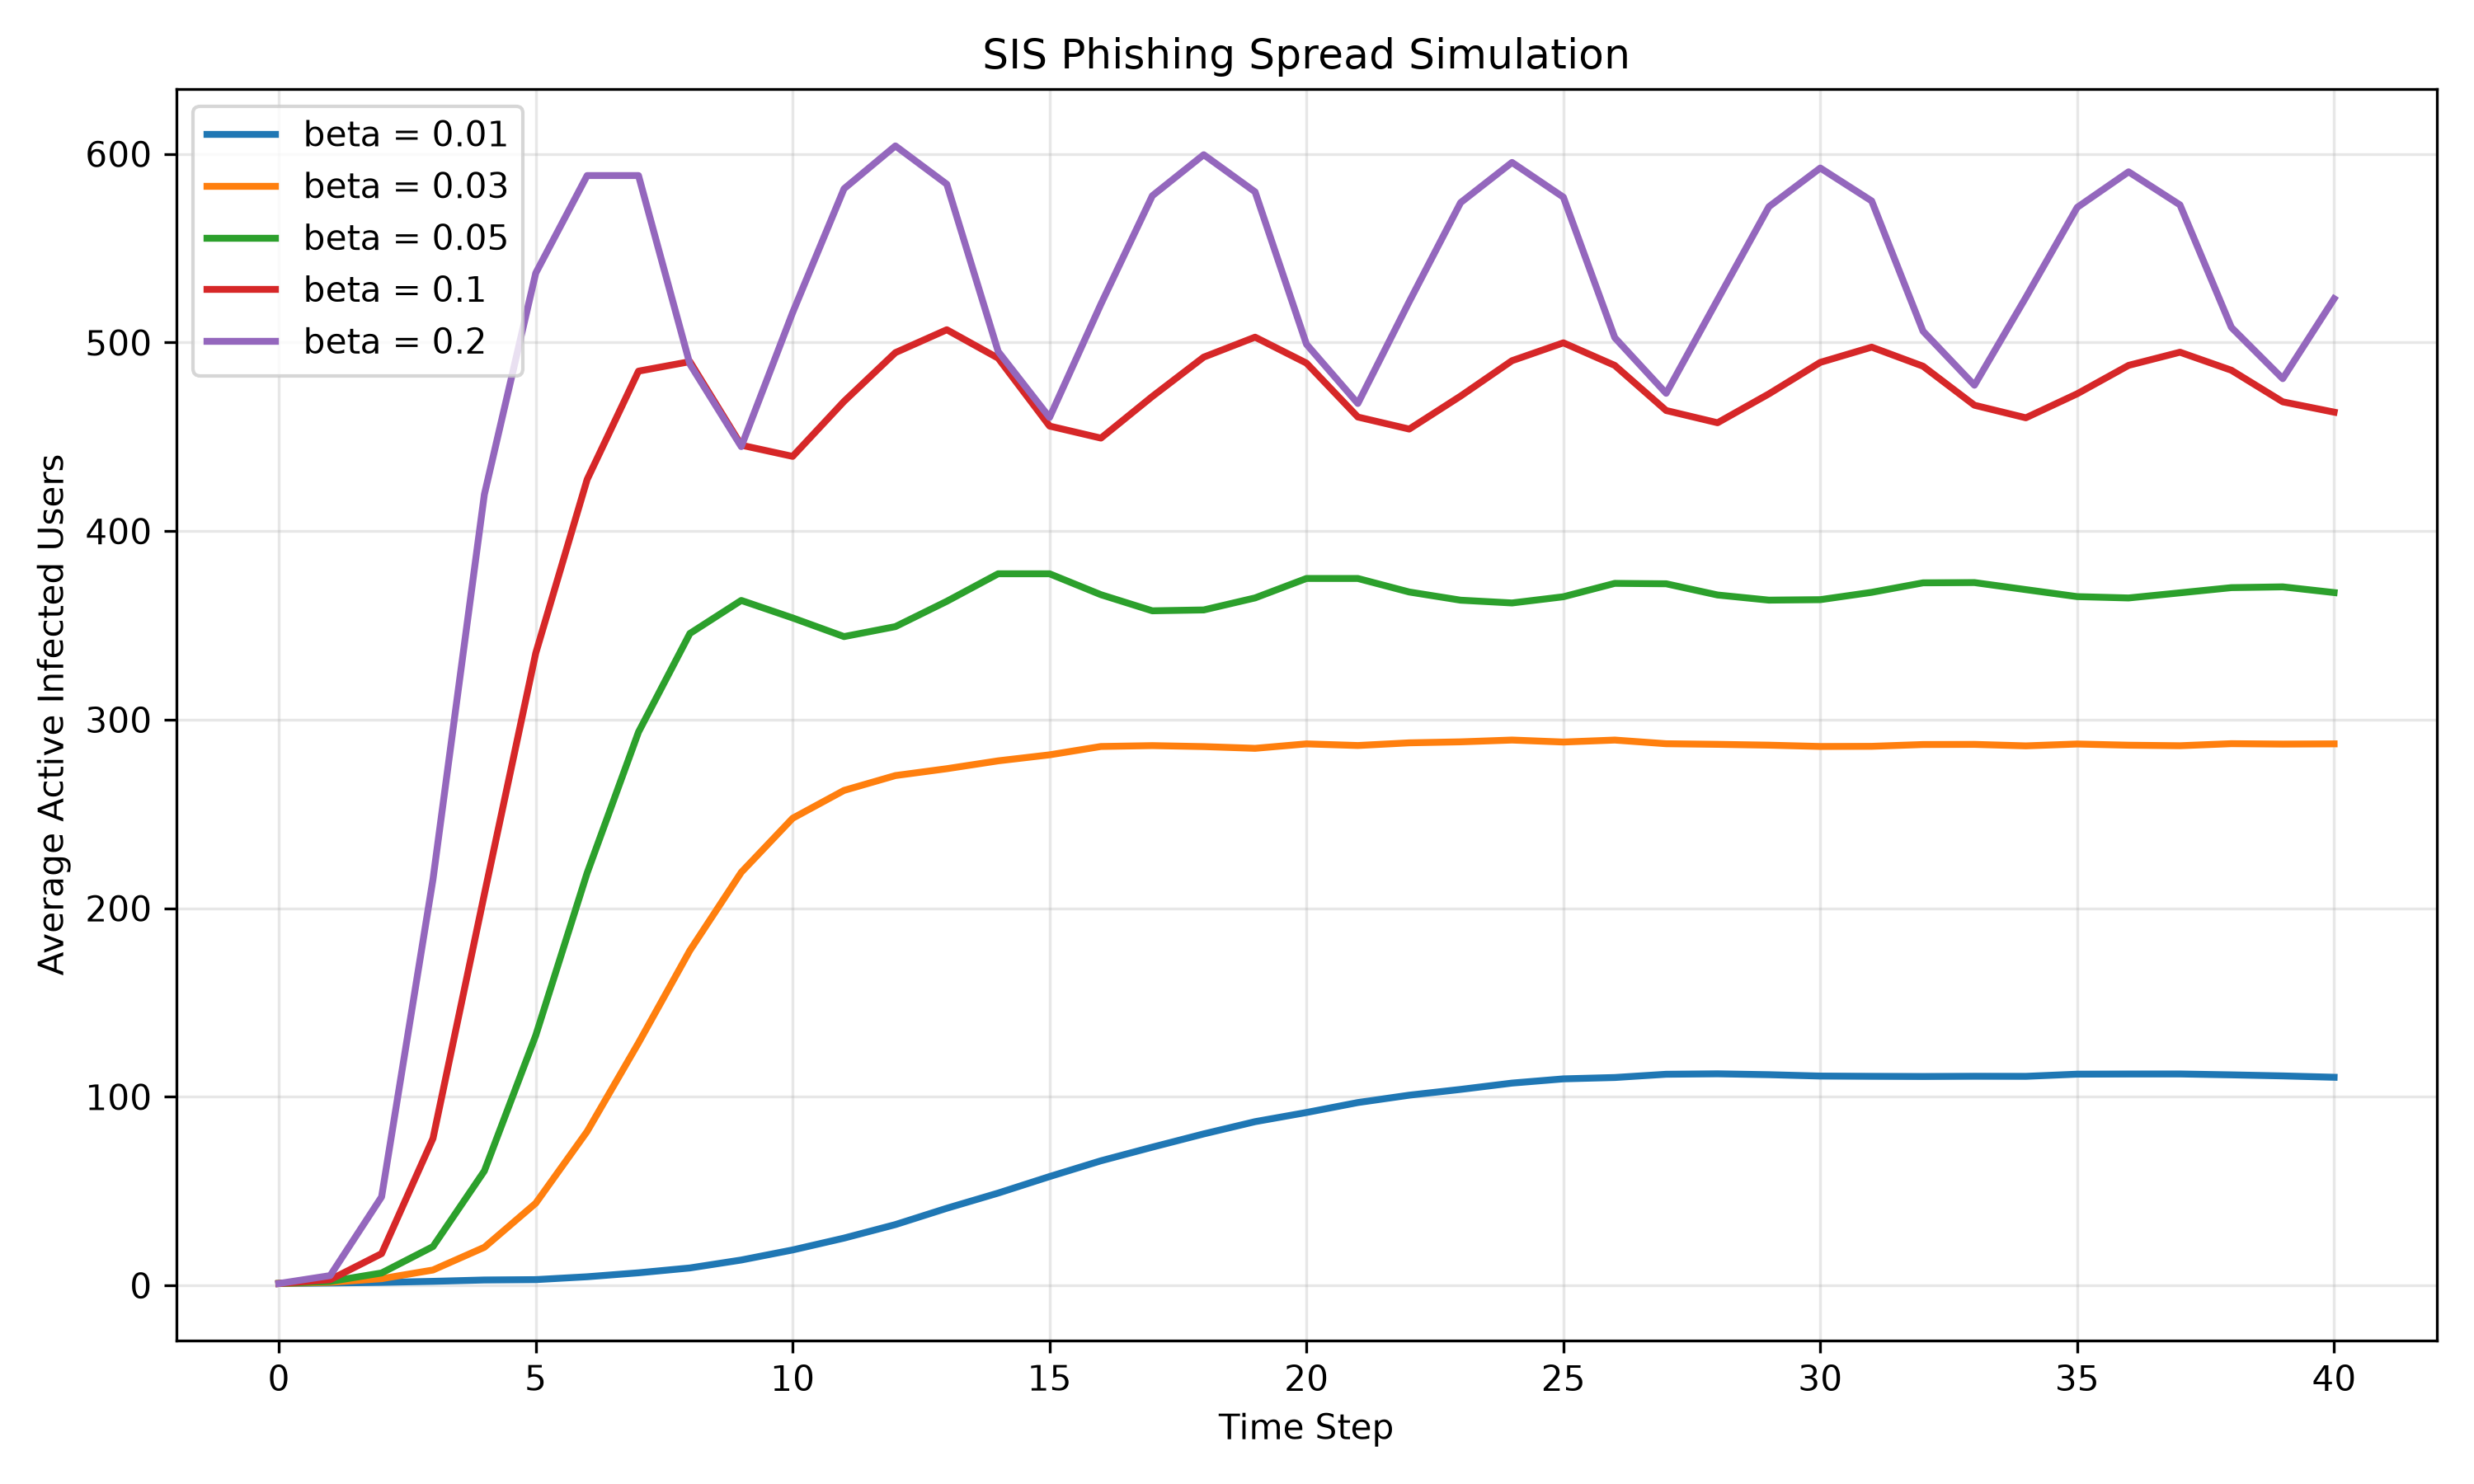 SIS Phishing Spread Simulation
beta = 0.01
beta = 0.03
beta = 0.05
beta = 0.1
beta = 0.2
Average Active Infected Users
600
500
400
300
200
100
0
0 5 10 15 20 25 30 35 40
Time Step